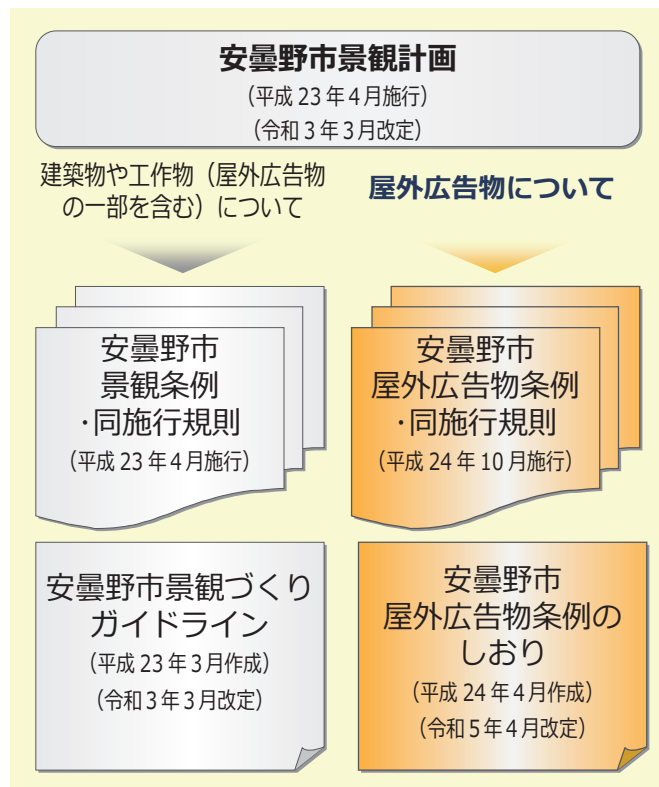 安曇野市景観計画
(平成 23 年 4 月施行)
(令和 3 年 3 月改定)
建築物や工作物（屋外広告物
の一部を含む）について
安曇野市
景観条例
・同施行規則
(平成 23 年 4 月施行)
安曇野市景観づくり
ガイドライン
(平成 23 年 3 月作成)
(令和 3 年 3 月改定)
屋外広告物について
安曇野市
屋外広告物条例
・同施行規則
(平成 24 年 10 月施行)
安曇野市
屋外広告物条例の
しおり
(平成 24 年 4 月作成)
(令和 5 年 4 月改定)